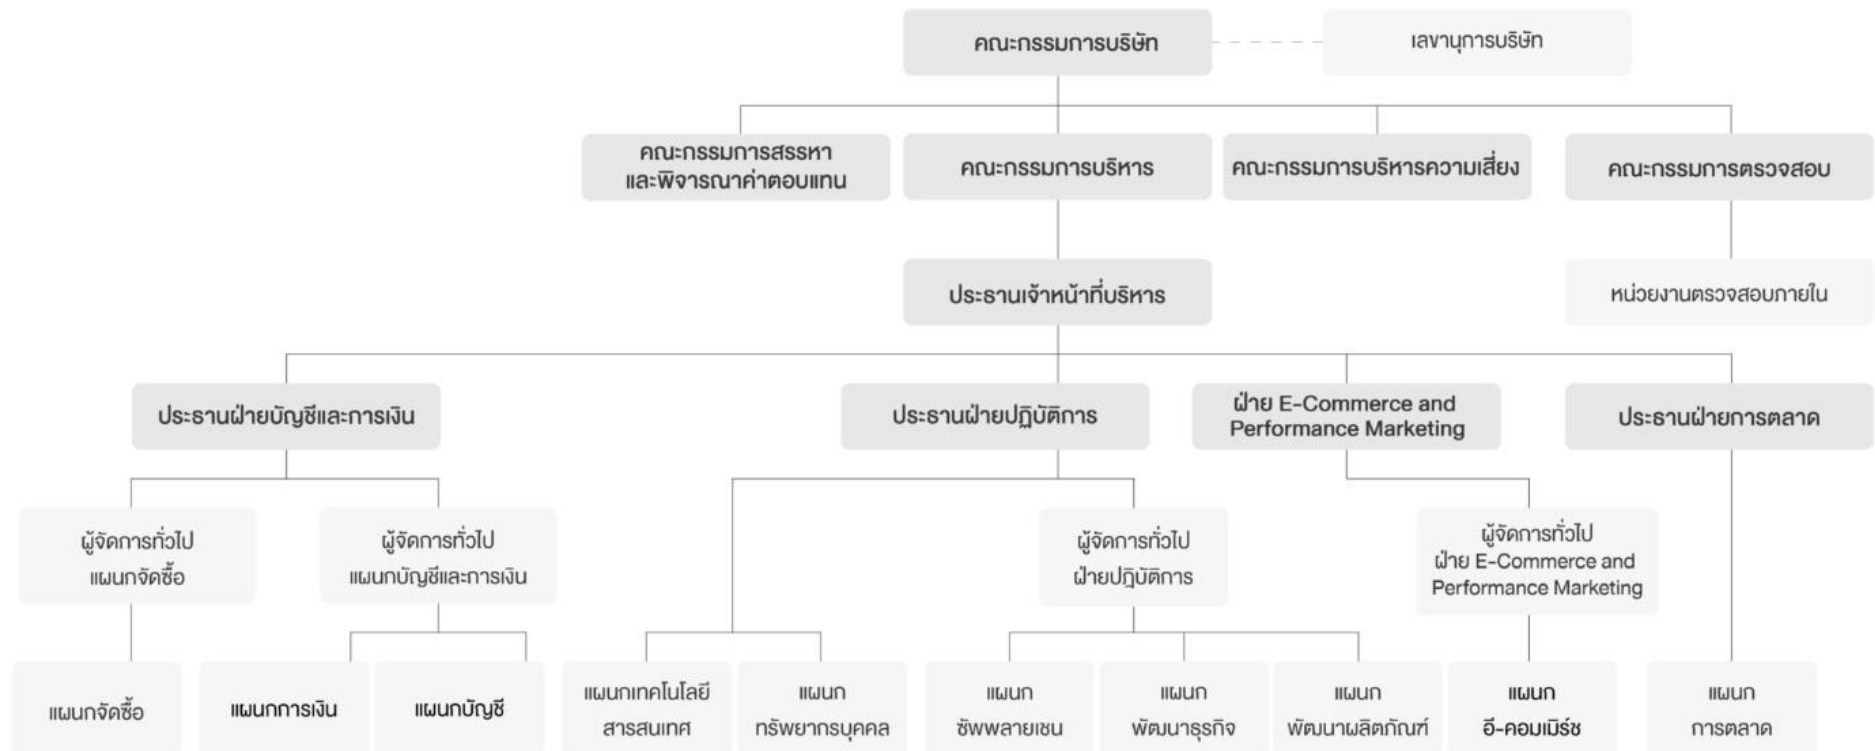 คณะกรรมการบริษัท
เลขานุการบริษัท
คณะกรรมการสรรหา
และพิจารณาค่าตอบแทน
คณะกรรมการบริหาร
คณะกรรมการบริหารความเสี่ยง
คณะกรรมการตรวจสอบ
ประธานเจ้าหน้าที่บริหาร
หน่วยงานตรวจสอบภายใน
ประธานฝ่ายบัญชีและการเงิน
ประธานฝ่ายปฏิบัติการ
ฝ่าย E-Commerce and
Performance Marketing
ประธานฝ่ายการตลาด
ผู้จัดการทั่วไป
แผนกจัดซื้อ
ผู้จัดการทั่วไป
แผนกบัญชีและการเงิน
ผู้จัดการทั่วไป
ฝ่ายปฎิบัติการ
ผู้จัดการทั่วไป
ฝ่าย E-Commerce and
Performance Marketing
แผนกจัดซื้อ
แผนกการเงิน
แผนกบัญชี
แผนกเทคโนโลยี
สารสนเทศ
แผนก
ทรัพยากรบุคคล
แผนก
ซัพพลายเชน
แผนก
พัฒนาธุรกิจ
แผนก
พัฒนาผลิตภัณฑ์
แผนก
อี-คอมเมิร์ช
แผนก
การตลาด